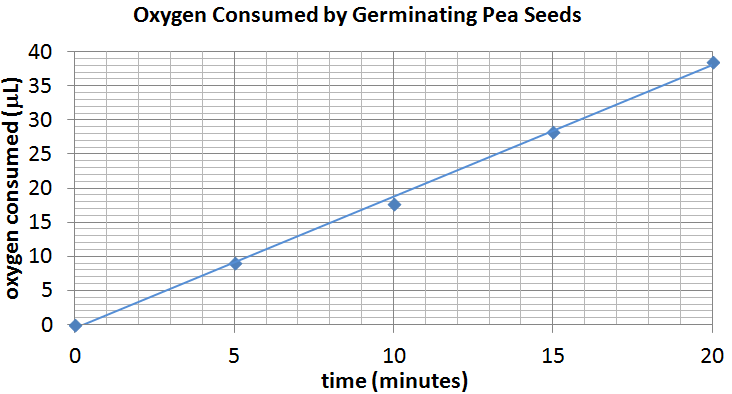 Oxygen Consumed by Germinating Pea Seeds
oxygen consumed (µL)
40
35
30
25
20
15
10
5
0
0 5 10 15 20
time (minutes)